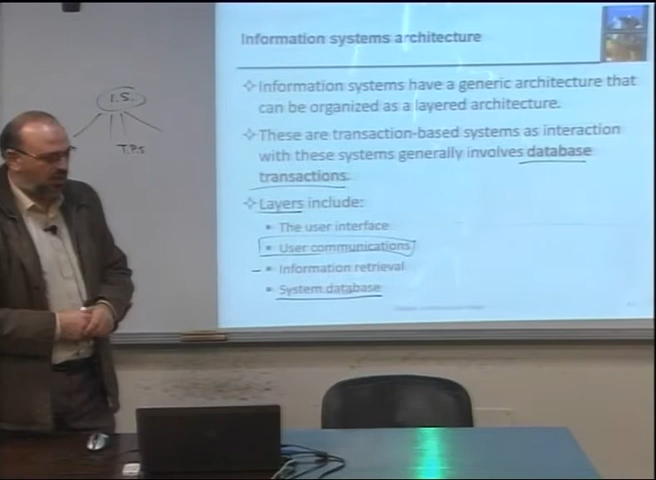 Information systems architecture
Information systems have a generic architecture that
can be organized as a layered architecture.
These are transaction-based systems as interaction
with these systems generally involves database
transactions.
Layers include:
The user interface
User communications
Information retrieval
System database
I.S.
T.P.S